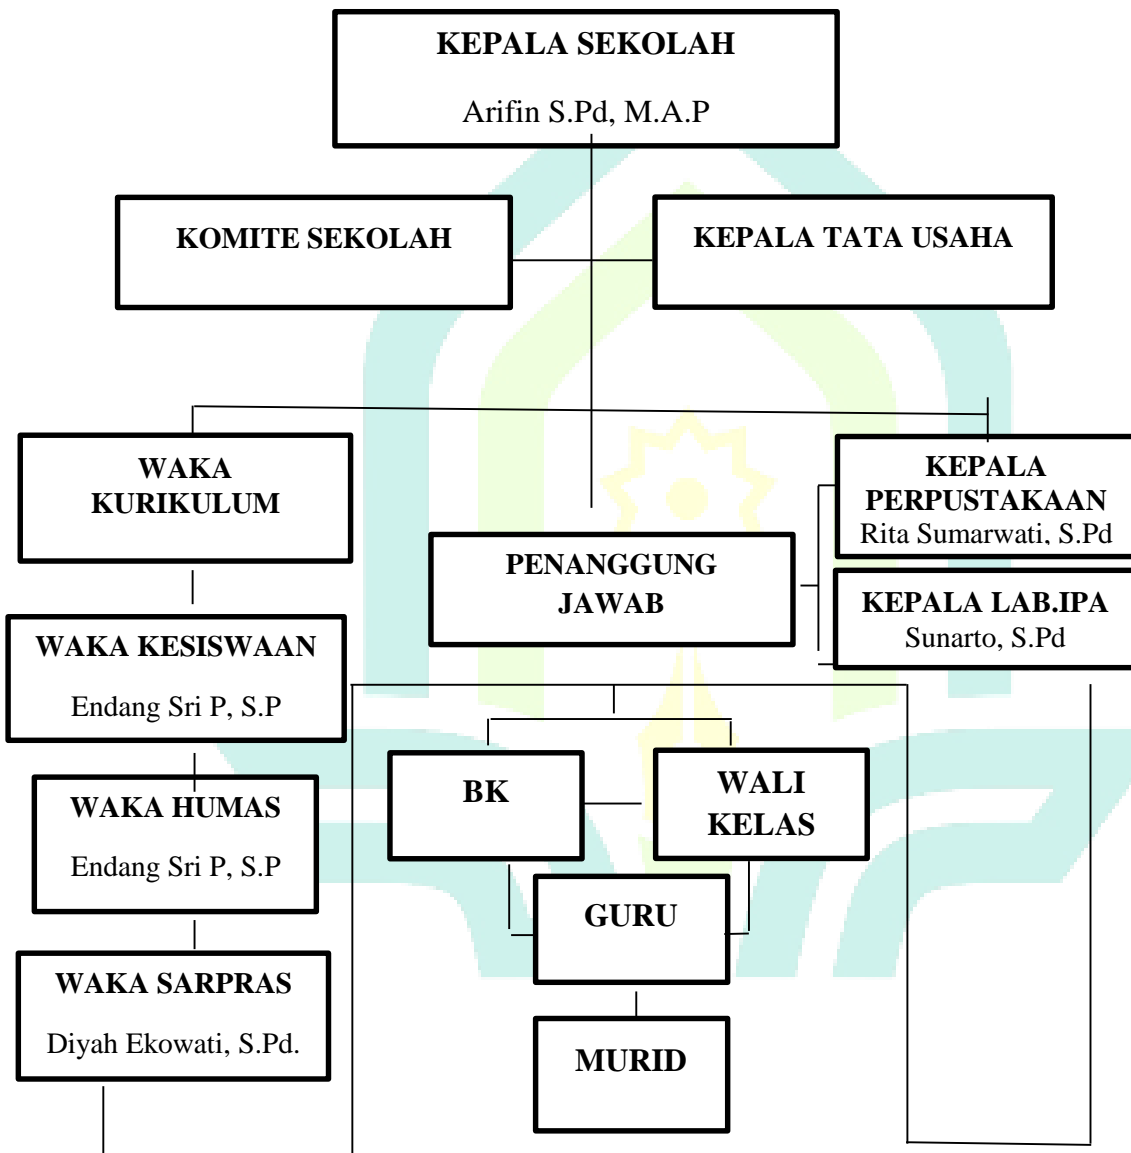 KEPALA SEKOLAH
Arifin S.Pd, M.A.P
KOMITE SEKOLAH
KEPALA TATA USAHA
WAKA
KURIKULUM
KEPALA
PERPUSTAKAAN
Rita Sumarwati, S.Pd
PENANGGUNG
JAWAB
KEPALA LAB.IPA
Sunarto, S.Pd
WAKA KESISWAAN
Endang Sri P, S.P
BK
WALI
KELAS
WAKA HUMAS
Endang Sri P, S.P
GURU
WAKA SARPRAS
Diyah Ekowati, S.Pd.
MURID